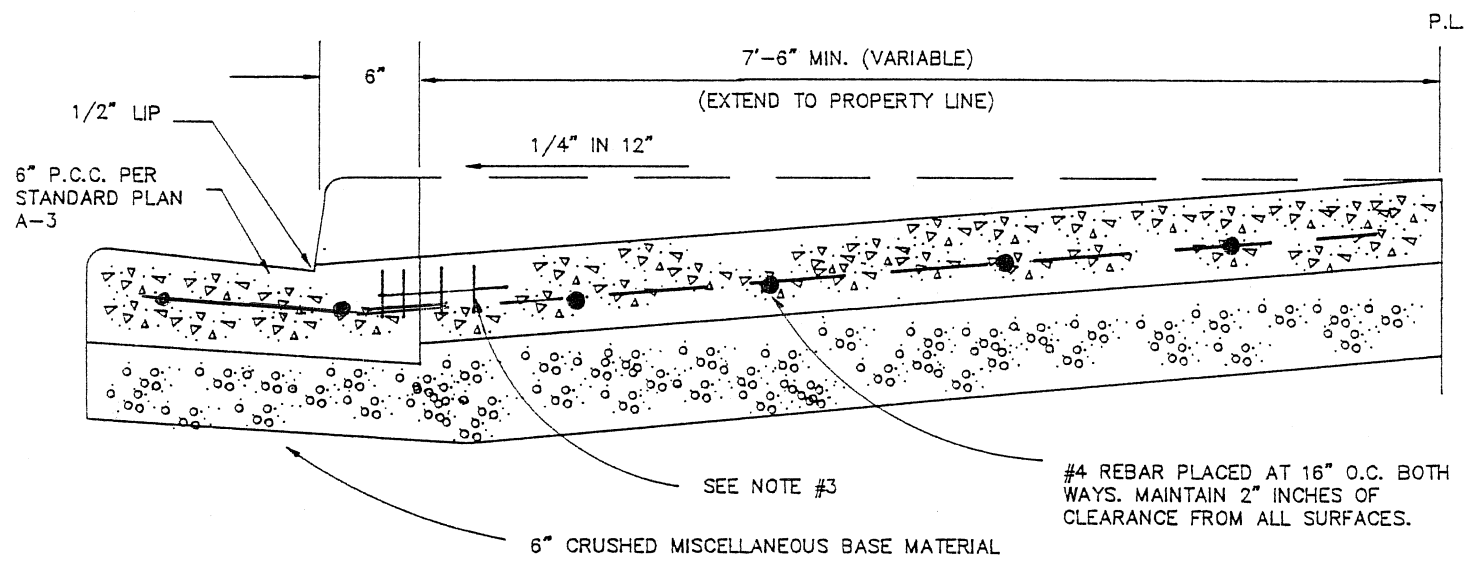 P.L.
7'-6" MIN. (VARIABLE)
6"
(EXTEND TO PROPERTY LINE)
1/2" LIP
1/4" IN 12"
6" P.C.C. PER
STANDARD PLAN
A-3
SEE NOTE #3
#4 REBAR PLACED AT 16" O.C. BOTH
WAYS. MAINTAIN 2" INCHES OF
CLEARANCE FROM ALL SURFACES.
6" CRUSHED MISCELLANEOUS BASE MATERIAL